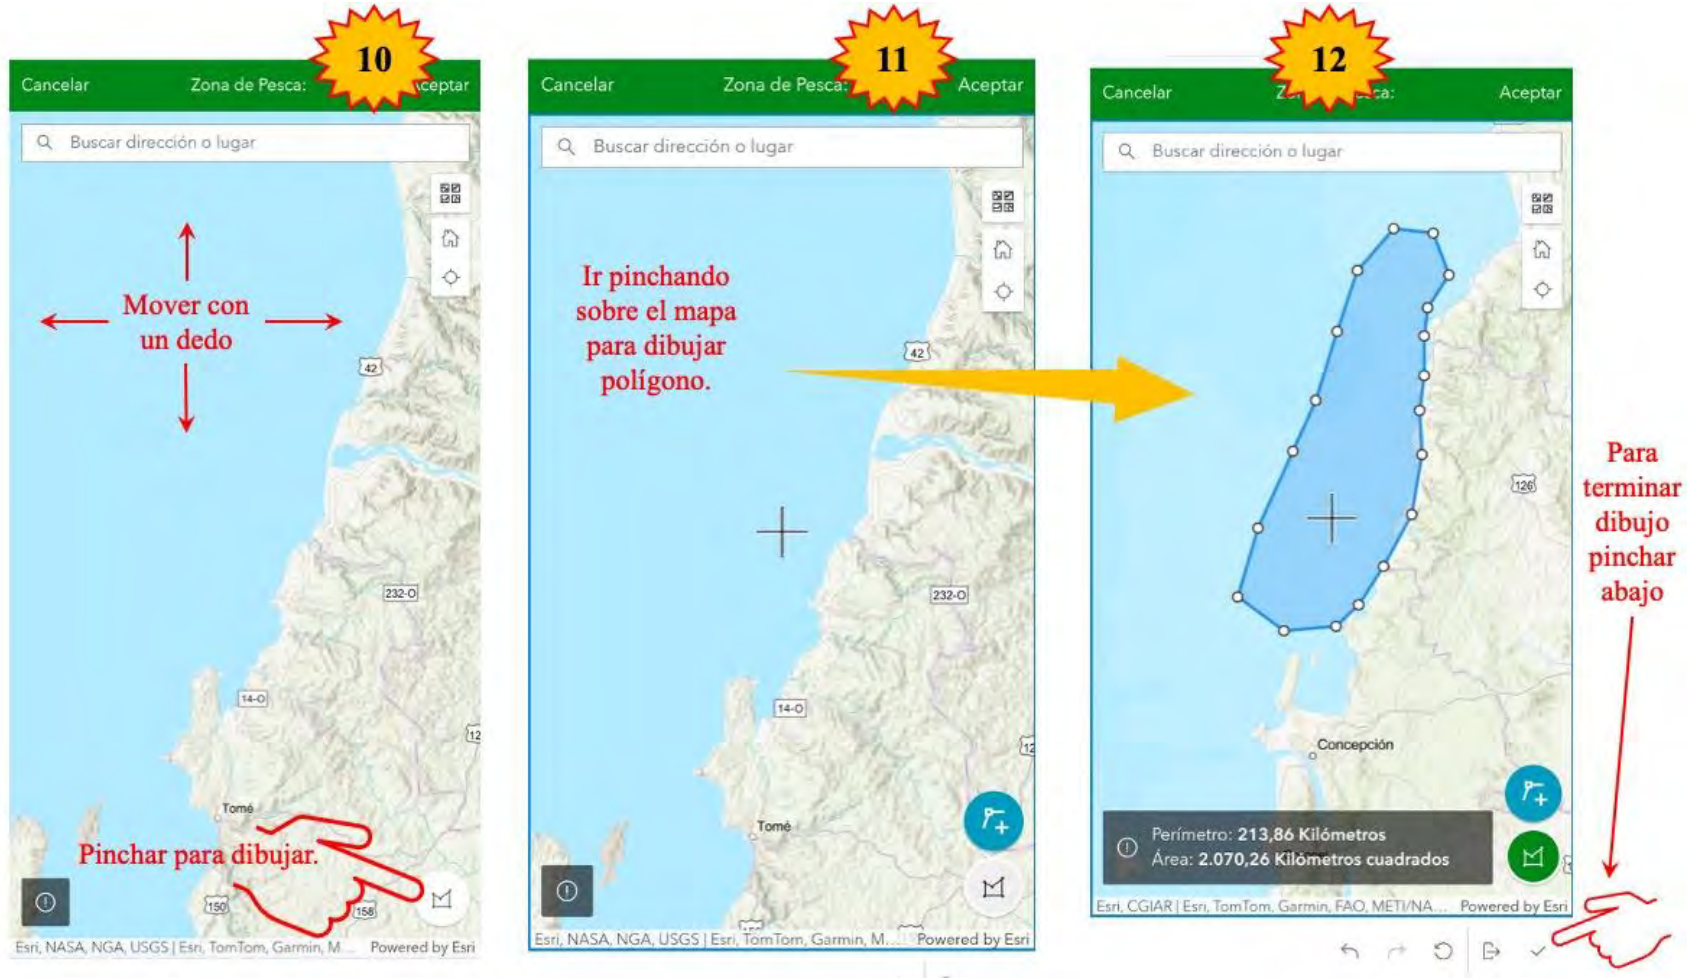 10
Cancelar Zona de Pesca: Aceptar
Buscar dirección o lugar
Mover con
un dedo
42
232-O
14-O
12
Tomé
Pinchar para dibujar.
150
158
Esri, NASA, NGA, USGS | Esri, TomTom, Garmin, M... Powered by Esri
11
Cancelar Zona de Pesca: Aceptar
Buscar dirección o lugar
Ir pinchando
sobre el mapa
para dibujar
polígono.
42
232-O
14-O
12
Tomé
Esri, NASA, NGA, USGS | Esri, TomTom, Garmin, M... Powered by Esri
12
Cancelar Aceptar
Buscar dirección o lugar
126
Concepción
Perímetro: 213,86 Kilómetros
Área: 2.070,26 Kilómetros cuadrados
Esri, CGIAR | Esri, TomTom, Garmin, FAO, METI/NA... Powered by Esri
Para
terminar
dibujo
pinchar
abajo